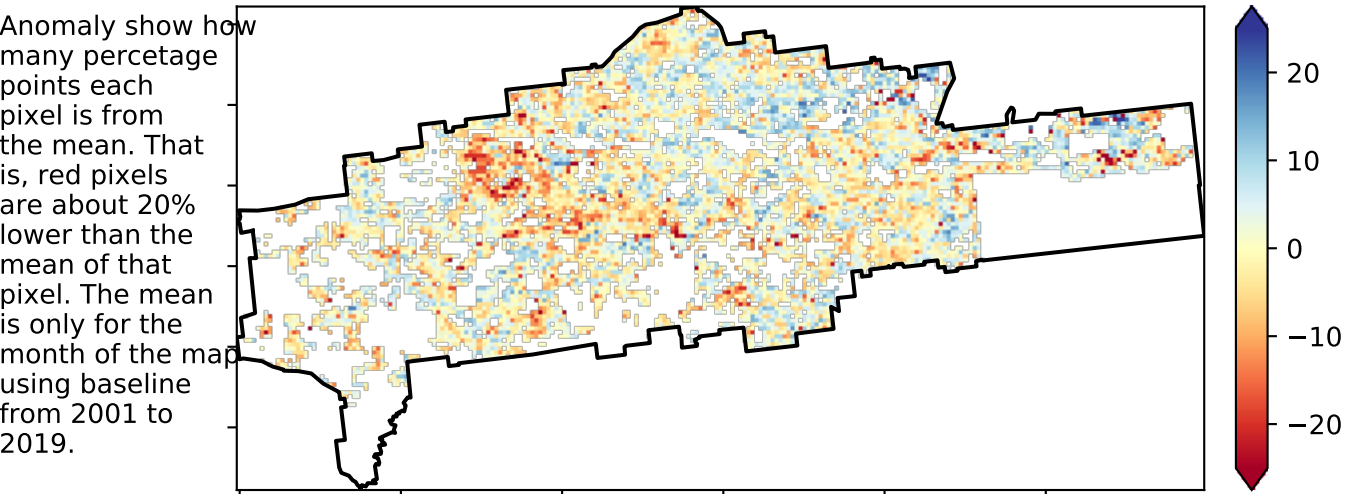 Anomaly show how
many percetage
points each
pixel is from
the mean. That
is, red pixels
are about 20%
lower than the
mean of that
pixel. The mean
is only for the
month of the map
using baseline
from 2001 to
2019.
20
10
0
−10
−20